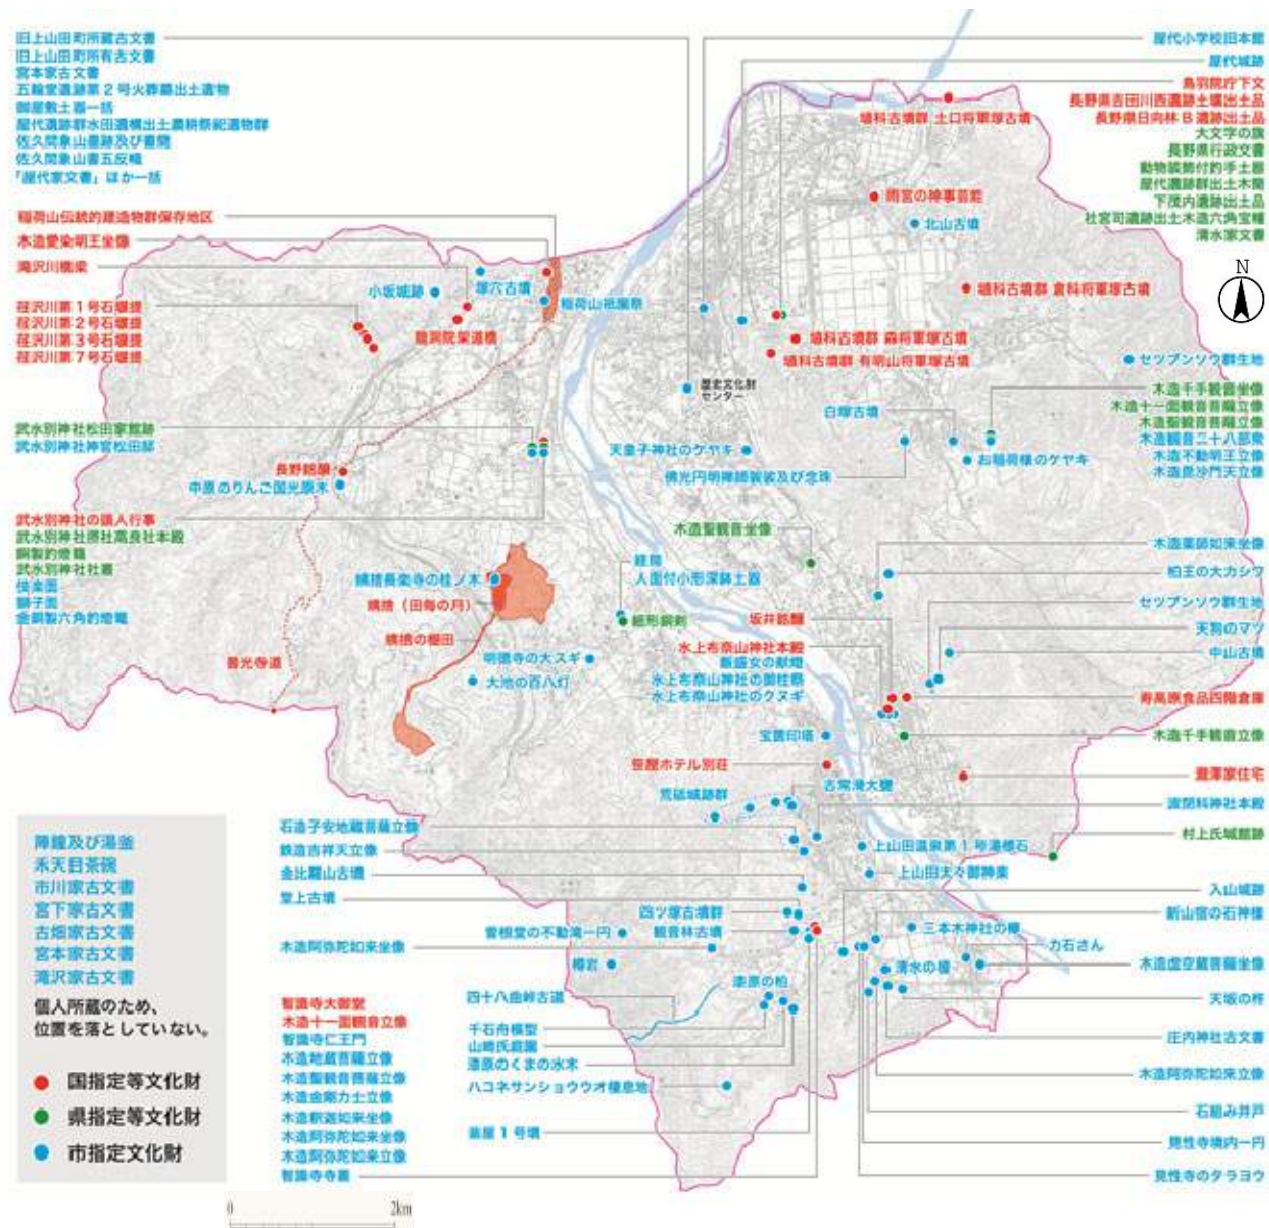 旧上山田町所蔵古文書
旧上山田町所有古文書
宮本家古文書
五輪堂遺跡第2号火葬墓出土遺物
御屋敷土器一括
屋代遺跡群水田遺構出土農耕祭祀遺物群
佐久間象山墨跡及び書簡
佐久間象山書五反幟
「屋代家文書」ほか一括
稲荷山伝統的建造物群保存地区
木造愛染明王坐像
滝沢川橋梁
荏沢川第1号石堰堤
荏沢川第2号石堰堤
荏沢川第3号石堰堤
荏沢川第7号石堰堤
武水別神社松田家館跡
武水別神社神官松田邸
武水別神社の頭人行事
武水別神社摂社高良社本殿
銅製釣燈籠
武水別神社社叢
伎楽面
獅子面
金銅製六角釣燈籠
屋代小学校旧本館
屋代城跡
鳥羽院庁下文
長野県吉田川西遺跡土壙出土品
長野県日向林B遺跡出土品
大文字の旗
長野県行政文書
動物装飾付釣手土器
屋代遺跡群出土木簡
下茂内遺跡出土品
社宮司遺跡出土木造六角宝幢
清水家文書
N
埴科古墳群 土口将軍塚古墳
雨宮の神事芸能
北山古墳
埴科古墳群 倉科将軍塚古墳
埴科古墳群 森将軍塚古墳
埴科古墳群 有明山将軍塚古墳
セツブンソウ群生地
小坂城跡
塚穴古墳
稲荷山祇園祭
龍洞院架道橋
歴史文化財
センター
白塚古墳
木造千手観音坐像
木造十一面観音菩薩立像
木造聖観音菩薩立像
木造観音二十八部衆
木造不動明王立像
木造毘沙門天立像
天皇子神社のケヤキ
お稲荷様のケヤキ
佛光円明禅師袈裟及び念珠
長野銘醸
中原のりんご国光原木
木造聖観音坐像
木造薬師如来坐像
柏王の大カシワ
セツブンソウ群生地
天狗のマツ
中山古墳
経筒
人面付小形深鉢土器
細形銅剣
姨捨長楽寺の桂ノ木
姨捨（田毎の月）
姨捨の棚田
善光寺道
明徳寺の大スギ
大池の百八灯
坂井銘醸
水上布奈山神社本殿
飯盛女の献燈
水上布奈山神社の御柱祭
水上布奈山神社のクヌギ
寿高原食品四階倉庫
木造千手観音立像
宝篋印塔
笹屋ホテル別荘
瀧澤家住宅
古常滑大甕
荒砥城跡群
波閉科神社本殿
村上氏城館跡
石造子安地蔵菩薩立像
鉄造吉祥天立像
金比羅山古墳
堂上古墳
上山田温泉第1号湯標石
上山田太々御神楽
入山城跡
新山宿の石神様
四ツ塚古墳群
観音林古墳
曽根堂の不動滝一円
木造阿弥陀如来坐像
樽岩
三本木神社の欅
力石さん
木造虚空蔵菩薩坐像
清水の榎
漆原の柏
四十八曲峠古道
千石舟模型
山崎氏庭園
漆原のくまの水末
ハコネサンショウウオ棲息地
天坂の柊
庄内神社古文書
木造阿弥陀如来立像
石組み井戸
見性寺境内一円
見性寺のタラヨウ
陣鐘及び湯釜
禾天目茶碗
市川家古文書
宮下家古文書
古畑家古文書
宮本家古文書
滝沢家古文書
個人所蔵のため、
位置を落としていない。
国指定等文化財
県指定等文化財
市指定文化財
智識寺大御堂
木造十一面観音立像
智識寺仁王門
木造地蔵菩薩立像
木造聖観音菩薩立像
木造金剛力士立像
木造釈迦如来坐像
木造阿弥陀如来坐像
木造阿弥陀如来立像
智識寺寺叢
0 2km